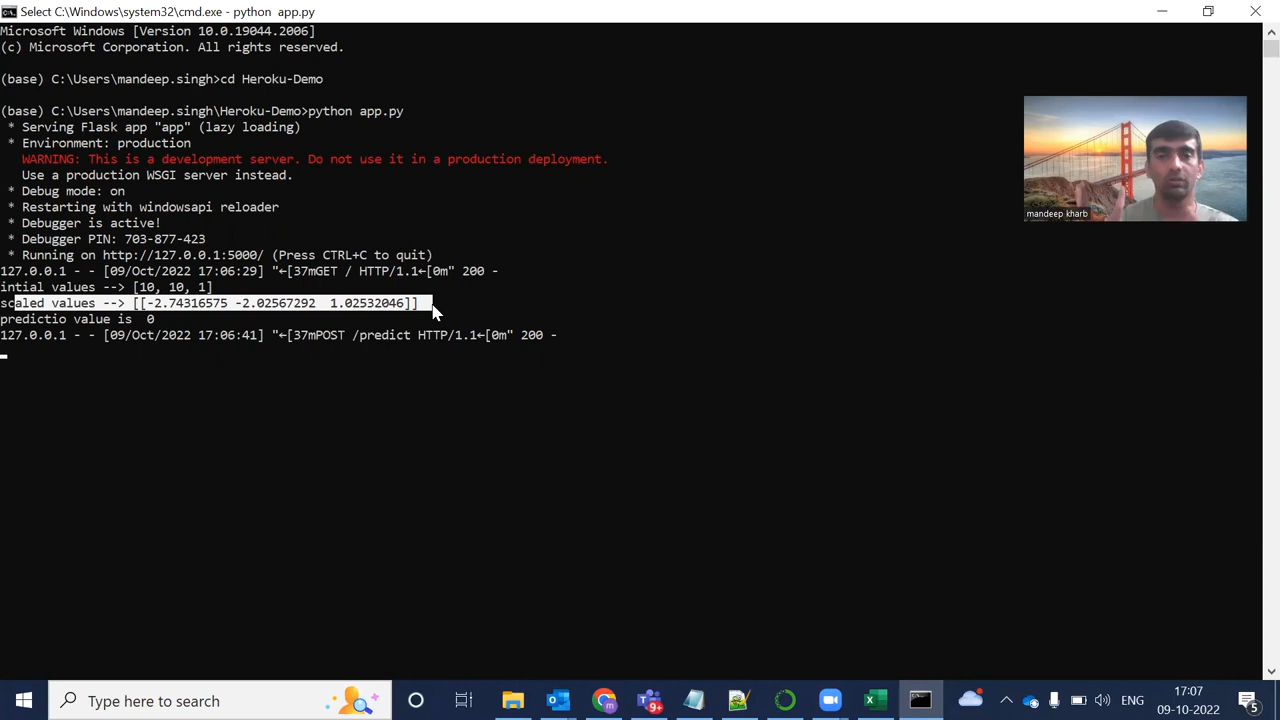 Select C:\Windows\system32\cmd.exe - python  app.py
Microsoft Windows [Version 10.0.19044.2006]
(c) Microsoft Corporation. All rights reserved.
(base) C:\Users\mandeep.singh>cd Heroku-Demo
(base) C:\Users\mandeep.singh\Heroku-Demo>python app.py
 * Serving Flask app "app" (lazy loading)
 * Environment: production
   WARNING: This is a development server. Do not use it in a production deployment.
   Use a production WSGI server instead.
 * Debug mode: on
 * Restarting with windowsapi reloader
 * Debugger is active!
 * Debugger PIN: 703-877-423
 * Running on http://127.0.0.1:5000/ (Press CTRL+C to quit)
127.0.0.1 - - [09/Oct/2022 17:06:29] "←[37mGET / HTTP/1.1←[0m" 200 -
intial values --> [10, 10, 1]
scaled values --> [[-2.74316575 -2.02567292  1.02532046]]
predictio value is  0
127.0.0.1 - - [09/Oct/2022 17:06:41] "←[37mPOST /predict HTTP/1.1←[0m" 200 -
mandeep kharb
Type here to search
9+
ENG
17:07
09-10-2022
5